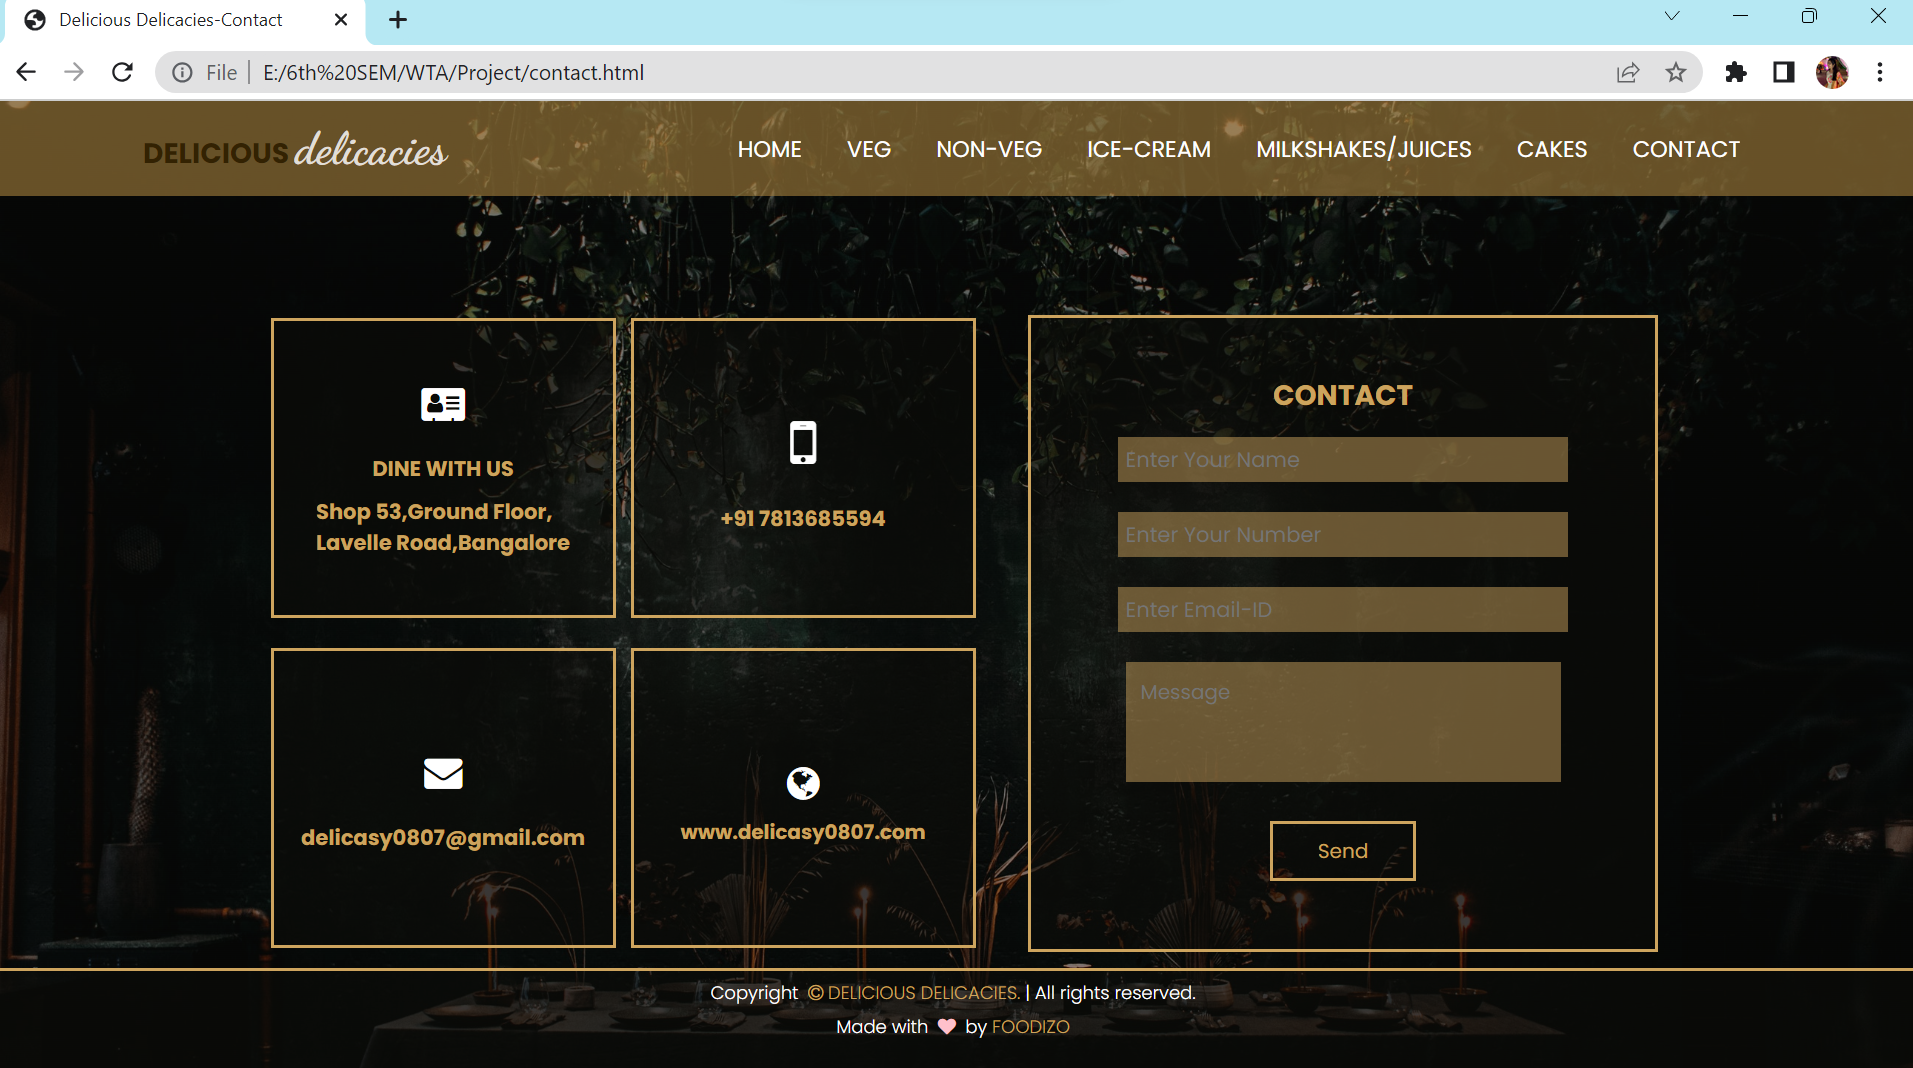 Delicious Delicacies-Contact
File | E:/6th%20SEM/WTA/Project/contact.html
DELICIOUS delicacies HOME VEG NON-VEG ICE-CREAM MILKSHAKES/JUICES CAKES CONTACT
DINE WITH US
Shop 53,Ground Floor,
Lavelle Road,Bangalore
+91 7813685594
delicasy0807@gmail.com
www.delicasy0807.com
CONTACT
Enter Your Name
Enter Your Number
Enter Email-ID
Message
Send
Copyright © DELICIOUS DELICACIES. | All rights reserved.
Made with ❤ by FOODIZO